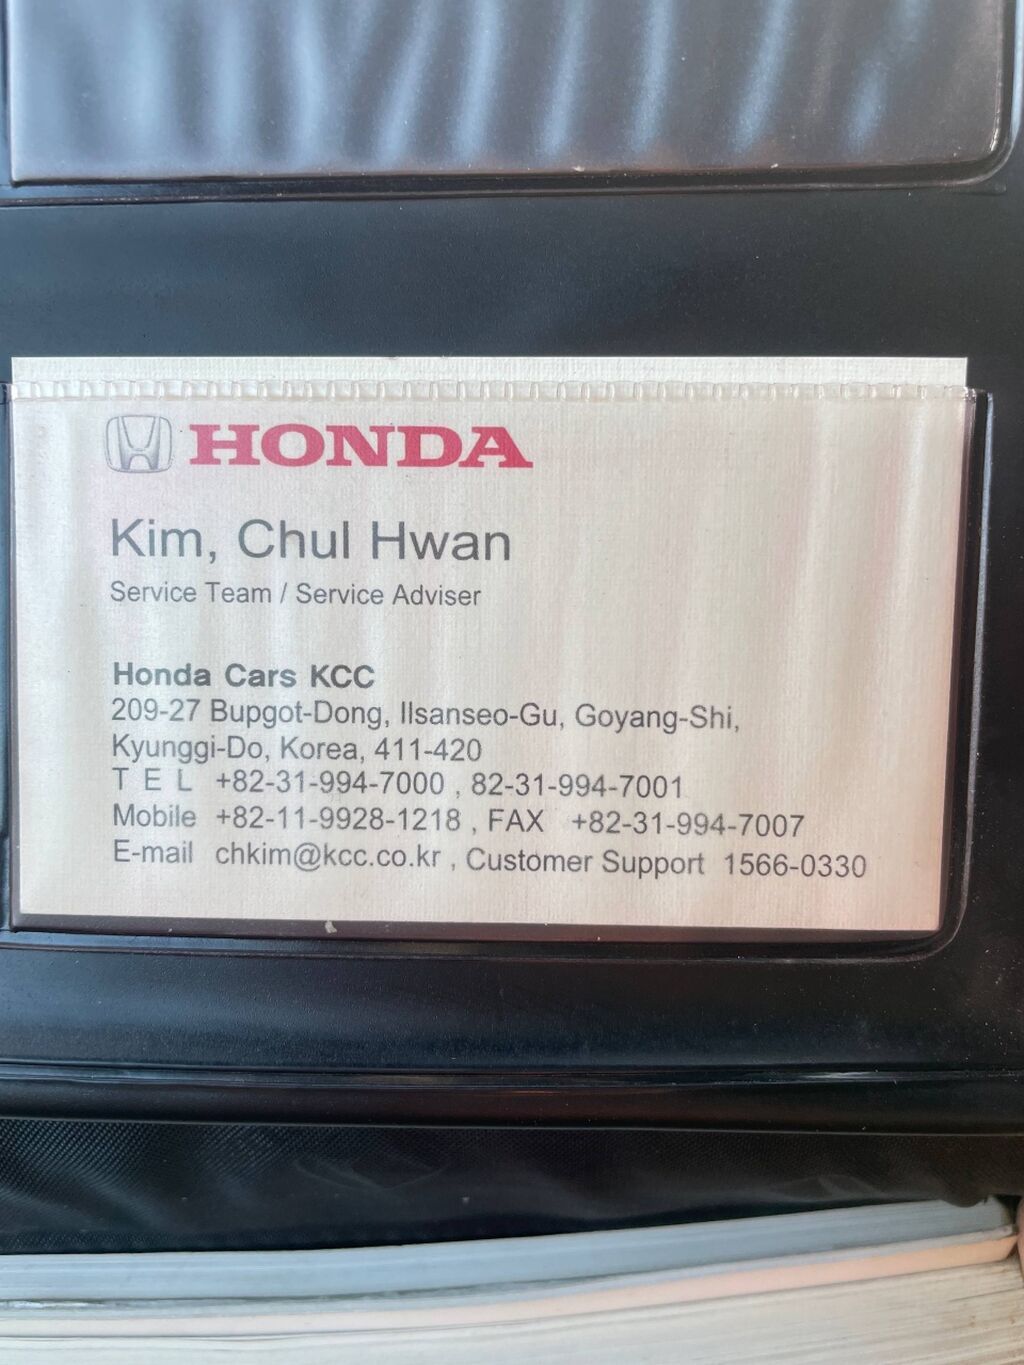 HONDA
Kim, Chul Hwan
Service Team / Service Adviser
Honda Cars KCC
209-27 Bupgot-Dong, Ilsanseo-Gu, Goyang-Shi,
Kyunggi-Do, Korea, 411-420
T E L +82-31-994-7000 , 82-31-994-7001
Mobile +82-11-9928-1218 , FAX +82-31-994-7007
E-mail chkim@kcc.co.kr , Customer Support 1566-0330